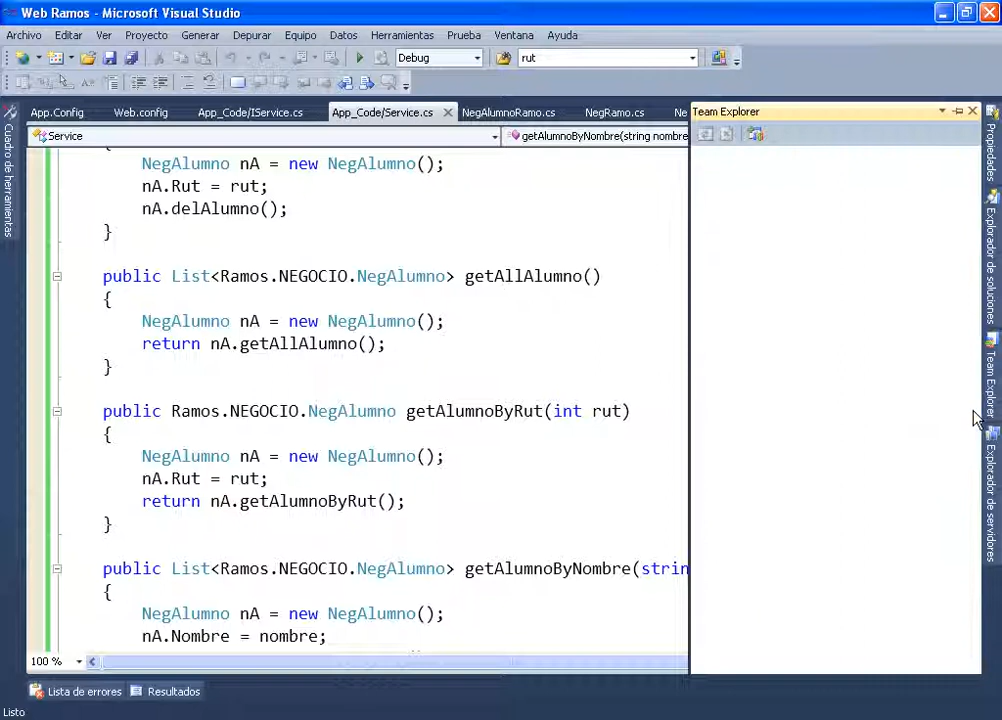 Web Ramos - Microsoft Visual Studio
Archivo Editar Ver Proyecto Generar Depurar Equipo Datos Herramientas Prueba Ventana Ayuda
Debug rut
App.Config Web.config App_Code/IService.cs App_Code/Service.cs NegAlumnoRamo.cs NegRamo.cs Ne
Team Explorer
Service
getAlumnoByNombre(string nombre
{
NegAlumno nA = new NegAlumno();
nA.Rut = rut;
nA.delAlumno();
}
public List<Ramos.NEGOCIO.NegAlumno> getAllAlumno()
{
NegAlumno nA = new NegAlumno();
return nA.getAllAlumno();
}
public Ramos.NEGOCIO.NegAlumno getAlumnoByRut(int rut)
{
NegAlumno nA = new NegAlumno();
nA.Rut = rut;
return nA.getAlumnoByRut();
}
public List<Ramos.NEGOCIO.NegAlumno> getAlumnoByNombre(strin
{
NegAlumno nA = new NegAlumno();
nA.Nombre = nombre;
100 %
Lista de errores Resultados
Listo
Cuadro de herramientas
Propiedades
Explorador de soluciones
Team Explorer
Explorador de servidores